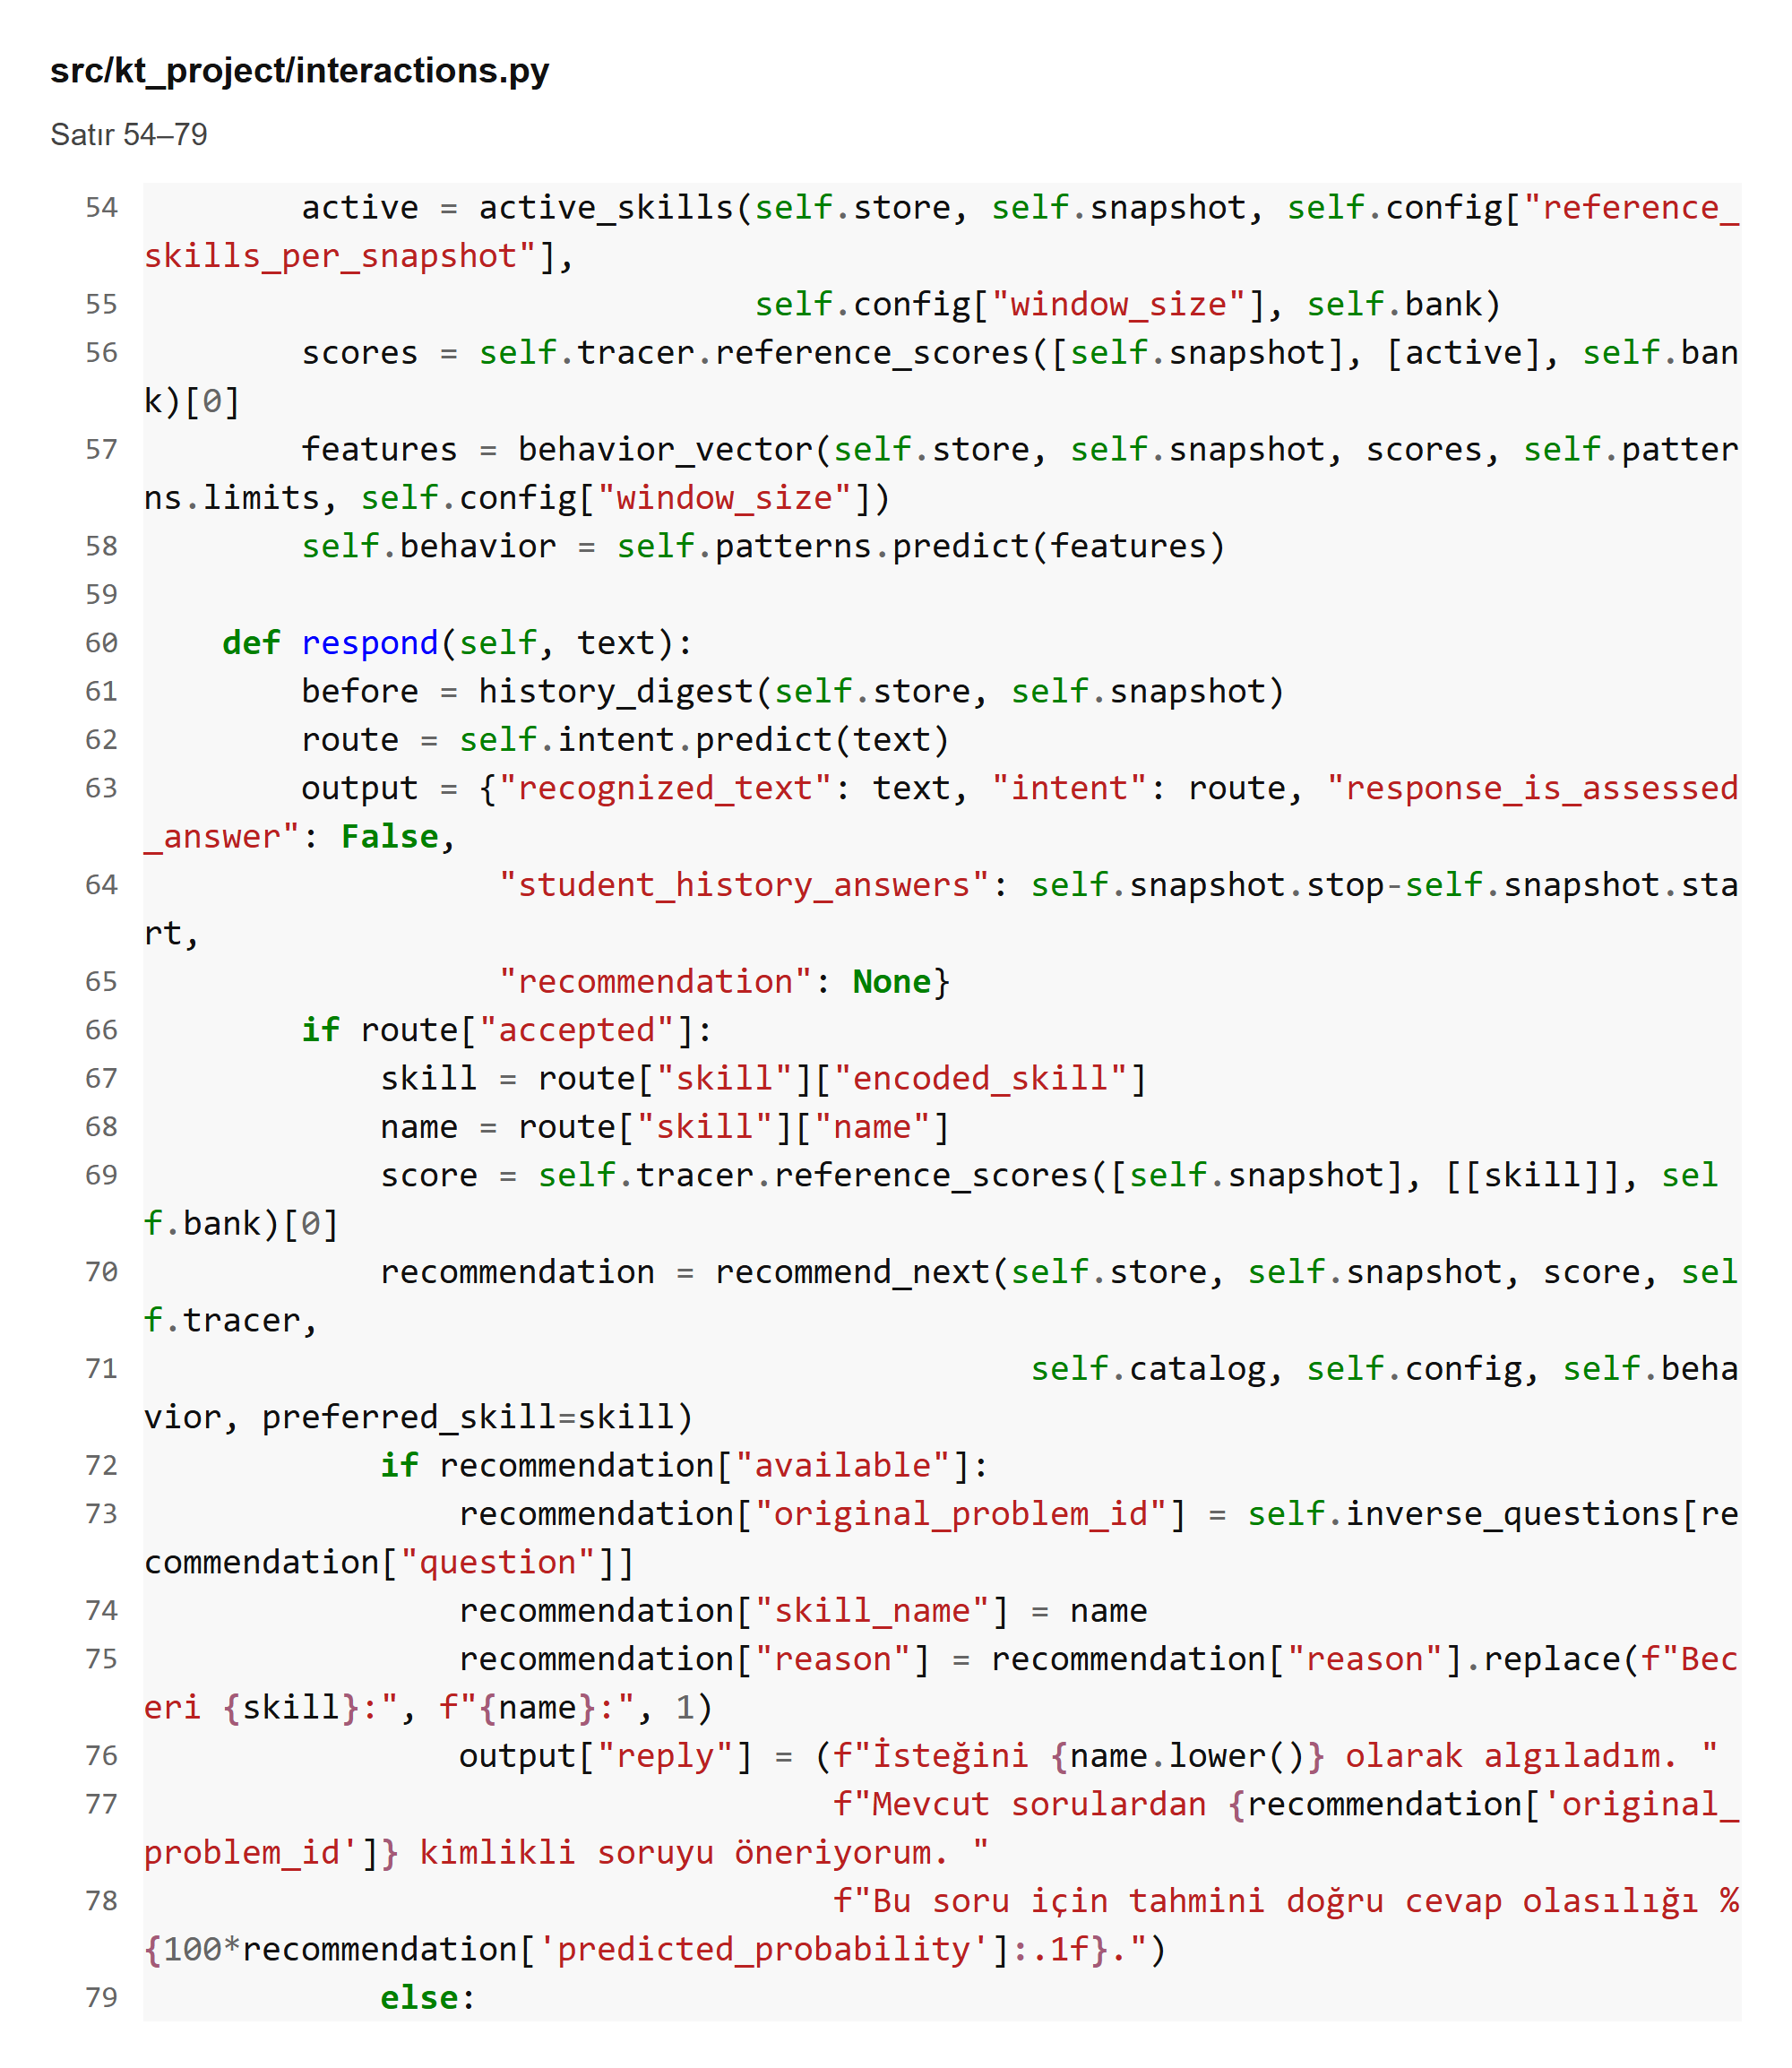 src/kt_project/interactions.py
Satır 54–79
54        active = active_skills(self.store, self.snapshot, self.config["reference_
skills_per_snapshot"],
55                               self.config["window_size"], self.bank)
56        scores = self.tracer.reference_scores([self.snapshot], [active], self.ban
k)[0]
57        features = behavior_vector(self.store, self.snapshot, scores, self.patter
ns.limits, self.config["window_size"])
58        self.behavior = self.patterns.predict(features)
59
60    def respond(self, text):
61        before = history_digest(self.store, self.snapshot)
62        route = self.intent.predict(text)
63        output = {"recognized_text": text, "intent": route, "response_is_assessed
_answer": False,
64                  "student_history_answers": self.snapshot.stop-self.snapshot.sta
rt,
65                  "recommendation": None}
66        if route["accepted"]:
67            skill = route["skill"]["encoded_skill"]
68            name = route["skill"]["name"]
69            score = self.tracer.reference_scores([self.snapshot], [[skill]], sel
f.bank)[0]
70            recommendation = recommend_next(self.store, self.snapshot, score, sel
f.tracer,
71                                             self.catalog, self.config, self.beha
vior, preferred_skill=skill)
72            if recommendation["available"]:
73                recommendation["original_problem_id"] = self.inverse_questions[re
commendation["question"]]
74                recommendation["skill_name"] = name
75                recommendation["reason"] = recommendation["reason"].replace(f"Bec
eri {skill}:", f"{name}:", 1)
76                output["reply"] = (f"İsteğini {name.lower()} olarak algıladım. "
77                                   f"Mevcut sorulardan {recommendation['original_
problem_id']} kimlikli soruyu öneriyorum. "
78                                   f"Bu soru için tahmini doğru cevap olasılığı %
{100*recommendation['predicted_probability']:.1f}.")
79            else: